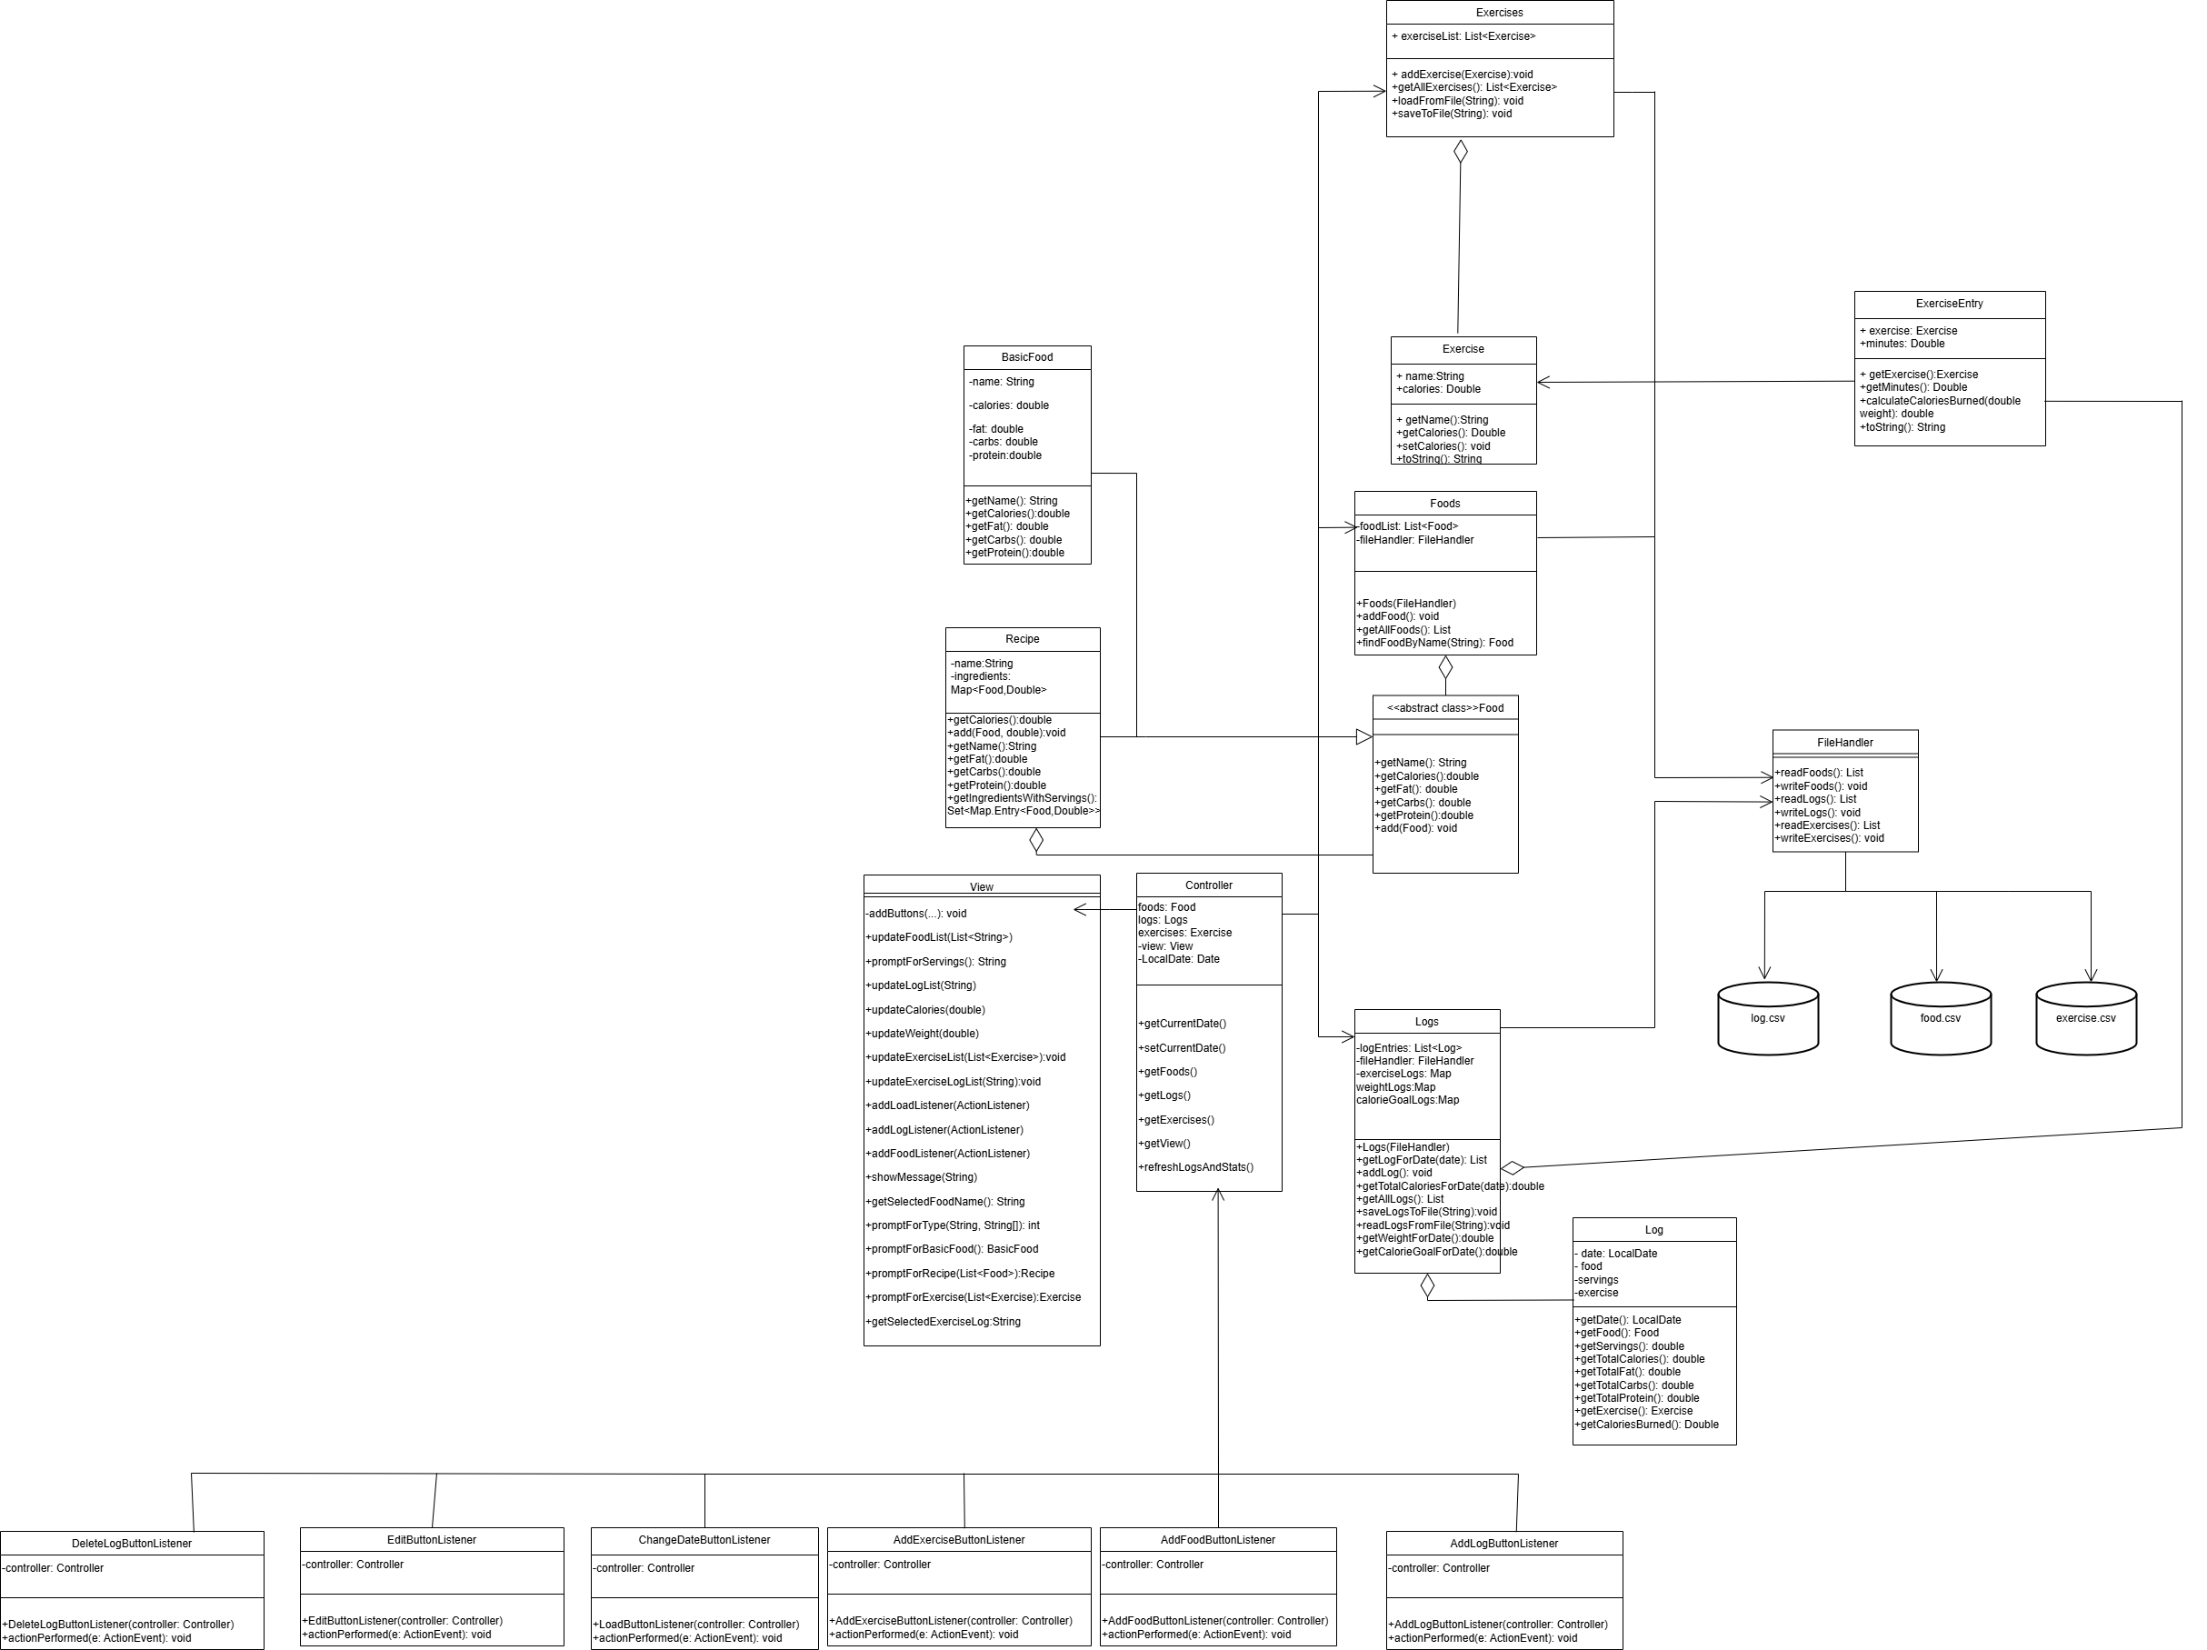 Exercises
+ exerciseList: List<Exercise>
+ addExercise(Exercise):void
+getAllExercises(): List<Exercise>
+loadFromFile(String): void
+saveToFile(String): void
ExerciseEntry
+ exercise: Exercise
+minutes: Double
+ getExercise():Exercise
+getMinutes(): Double
+calculateCaloriesBurned(double
weight): double
+toString(): String
Exercise
+ name:String
+calories: Double
+ getName():String
+getCalories(): Double
+setCalories(): void
+toString(): String
BasicFood
-name: String
-calories: double
-fat: double
-carbs: double
-protein:double
+getName(): String
+getCalories():double
+getFat(): double
+getCarbs(): double
+getProtein():double
Foods
-foodList: List<Food>
-fileHandler: FileHandler
+Foods(FileHandler)
+addFood(): void
+getAllFoods(): List
+findFoodByName(String): Food
Recipe
-name:String
-ingredients:
Map<Food,Double>
+getCalories():double
+add(Food, double):void
+getName():String
+getFat():double
+getCarbs():double
+getProtein():double
+getIngredientsWithServings():
Set<Map.Entry<Food,Double>>
<<abstract class>>Food
+getName(): String
+getCalories():double
+getFat(): double
+getCarbs(): double
+getProtein():double
+add(Food): void
FileHandler
+readFoods(): List
+writeFoods(): void
+readLogs(): List
+writeLogs(): void
+readExercises(): List
+writeExercises(): void
log.csv
food.csv
exercise.csv
View
-addButtons(...): void
+updateFoodList(List<String>)
+promptForServings(): String
+updateLogList(String)
+updateCalories(double)
+updateWeight(double)
+updateExerciseList(List<Exercise>):void
+updateExerciseLogList(String):void
+addLoadListener(ActionListener)
+addLogListener(ActionListener)
+addFoodListener(ActionListener)
+showMessage(String)
+getSelectedFoodName(): String
+promptForType(String, String[]): int
+promptForBasicFood(): BasicFood
+promptForRecipe(List<Food>):Recipe
+promptForExercise(List<Exercise):Exercise
+getSelectedExerciseLog:String
Controller
foods: Food
logs: Logs
exercises: Exercise
-view: View
-LocalDate: Date
+getCurrentDate()
+setCurrentDate()
+getFoods()
+getLogs()
+getExercises()
+getView()
+refreshLogsAndStats()
Logs
-logEntries: List<Log>
-fileHandler: FileHandler
-exerciseLogs: Map
weightLogs:Map
calorieGoalLogs:Map
+Logs(FileHandler)
+getLogForDate(date): List
+addLog(): void
+getTotalCaloriesForDate(date):double
+getAllLogs(): List
+saveLogsToFile(String):void
+readLogsFromFile(String):void
+getWeightForDate():double
+getCalorieGoalForDate():double
Log
- date: LocalDate
- food
-servings
-exercise
+getDate(): LocalDate
+getFood(): Food
+getServings(): double
+getTotalCalories(): double
+getTotalFat(): double
+getTotalCarbs(): double
+getTotalProtein(): double
+getExercise(): Exercise
+getCaloriesBurned(): Double
DeleteLogButtonListener
-controller: Controller
+DeleteLogButtonListener(controller: Controller)
+actionPerformed(e: ActionEvent): void
EditButtonListener
-controller: Controller
+EditButtonListener(controller: Controller)
+actionPerformed(e: ActionEvent): void
ChangeDateButtonListener
-controller: Controller
+LoadButtonListener(controller: Controller)
+actionPerformed(e: ActionEvent): void
AddExerciseButtonListener
-controller: Controller
+AddExerciseButtonListener(controller: Controller)
+actionPerformed(e: ActionEvent): void
AddFoodButtonListener
-controller: Controller
+AddFoodButtonListener(controller: Controller)
+actionPerformed(e: ActionEvent): void
AddLogButtonListener
-controller: Controller
+AddLogButtonListener(controller: Controller)
+actionPerformed(e: ActionEvent): void